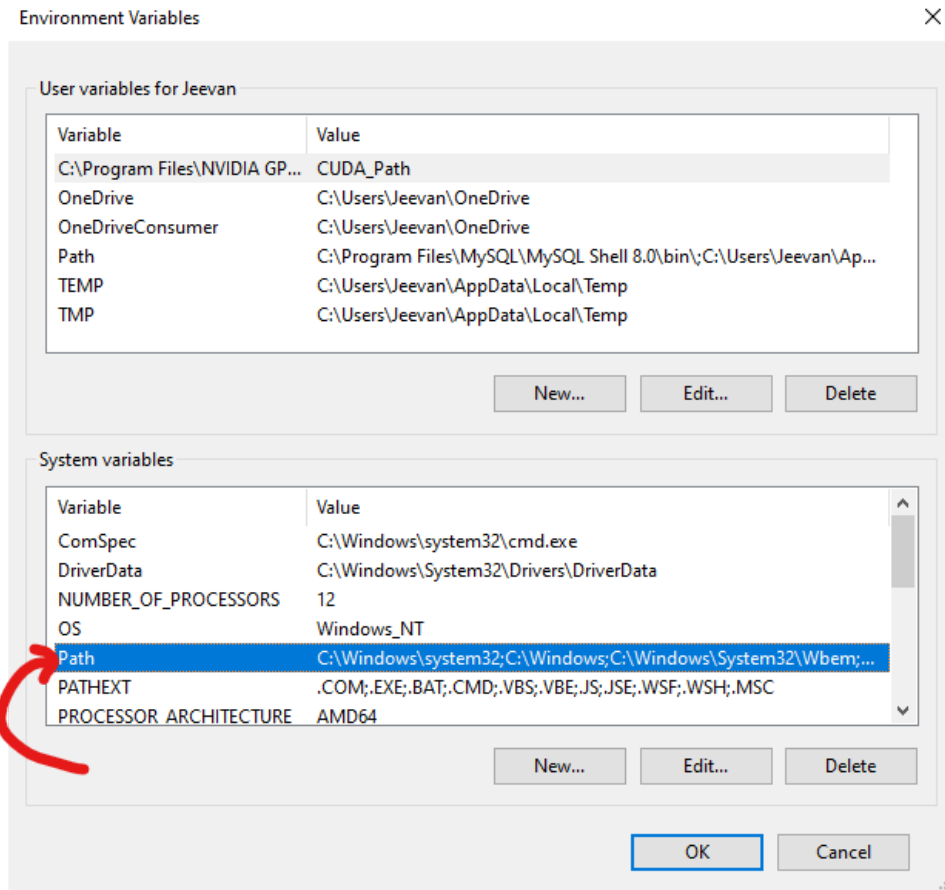 Environment Variables
User variables for Jeevan
Variable Value
C:\Program Files\NVIDIA GP... CUDA_Path
OneDrive C:\Users\Jeevan\OneDrive
OneDriveConsumer C:\Users\Jeevan\OneDrive
Path C:\Program Files\MySQL\MySQL Shell 8.0\bin\;C:\Users\Jeevan\Ap...
TEMP C:\Users\Jeevan\AppData\Local\Temp
TMP C:\Users\Jeevan\AppData\Local\Temp
New... Edit... Delete
System variables
Variable Value
ComSpec C:\Windows\system32\cmd.exe
DriverData C:\Windows\System32\Drivers\DriverData
NUMBER_OF_PROCESSORS 12
OS Windows_NT
Path C:\Windows\system32;C:\Windows;C:\Windows\System32\Wbem;...
PATHEXT .COM;.EXE;.BAT;.CMD;.VBS;.VBE;.JS;.JSE;.WSF;.WSH;.MSC
PROCESSOR_ARCHITECTURE AMD64
New... Edit... Delete
OK Cancel